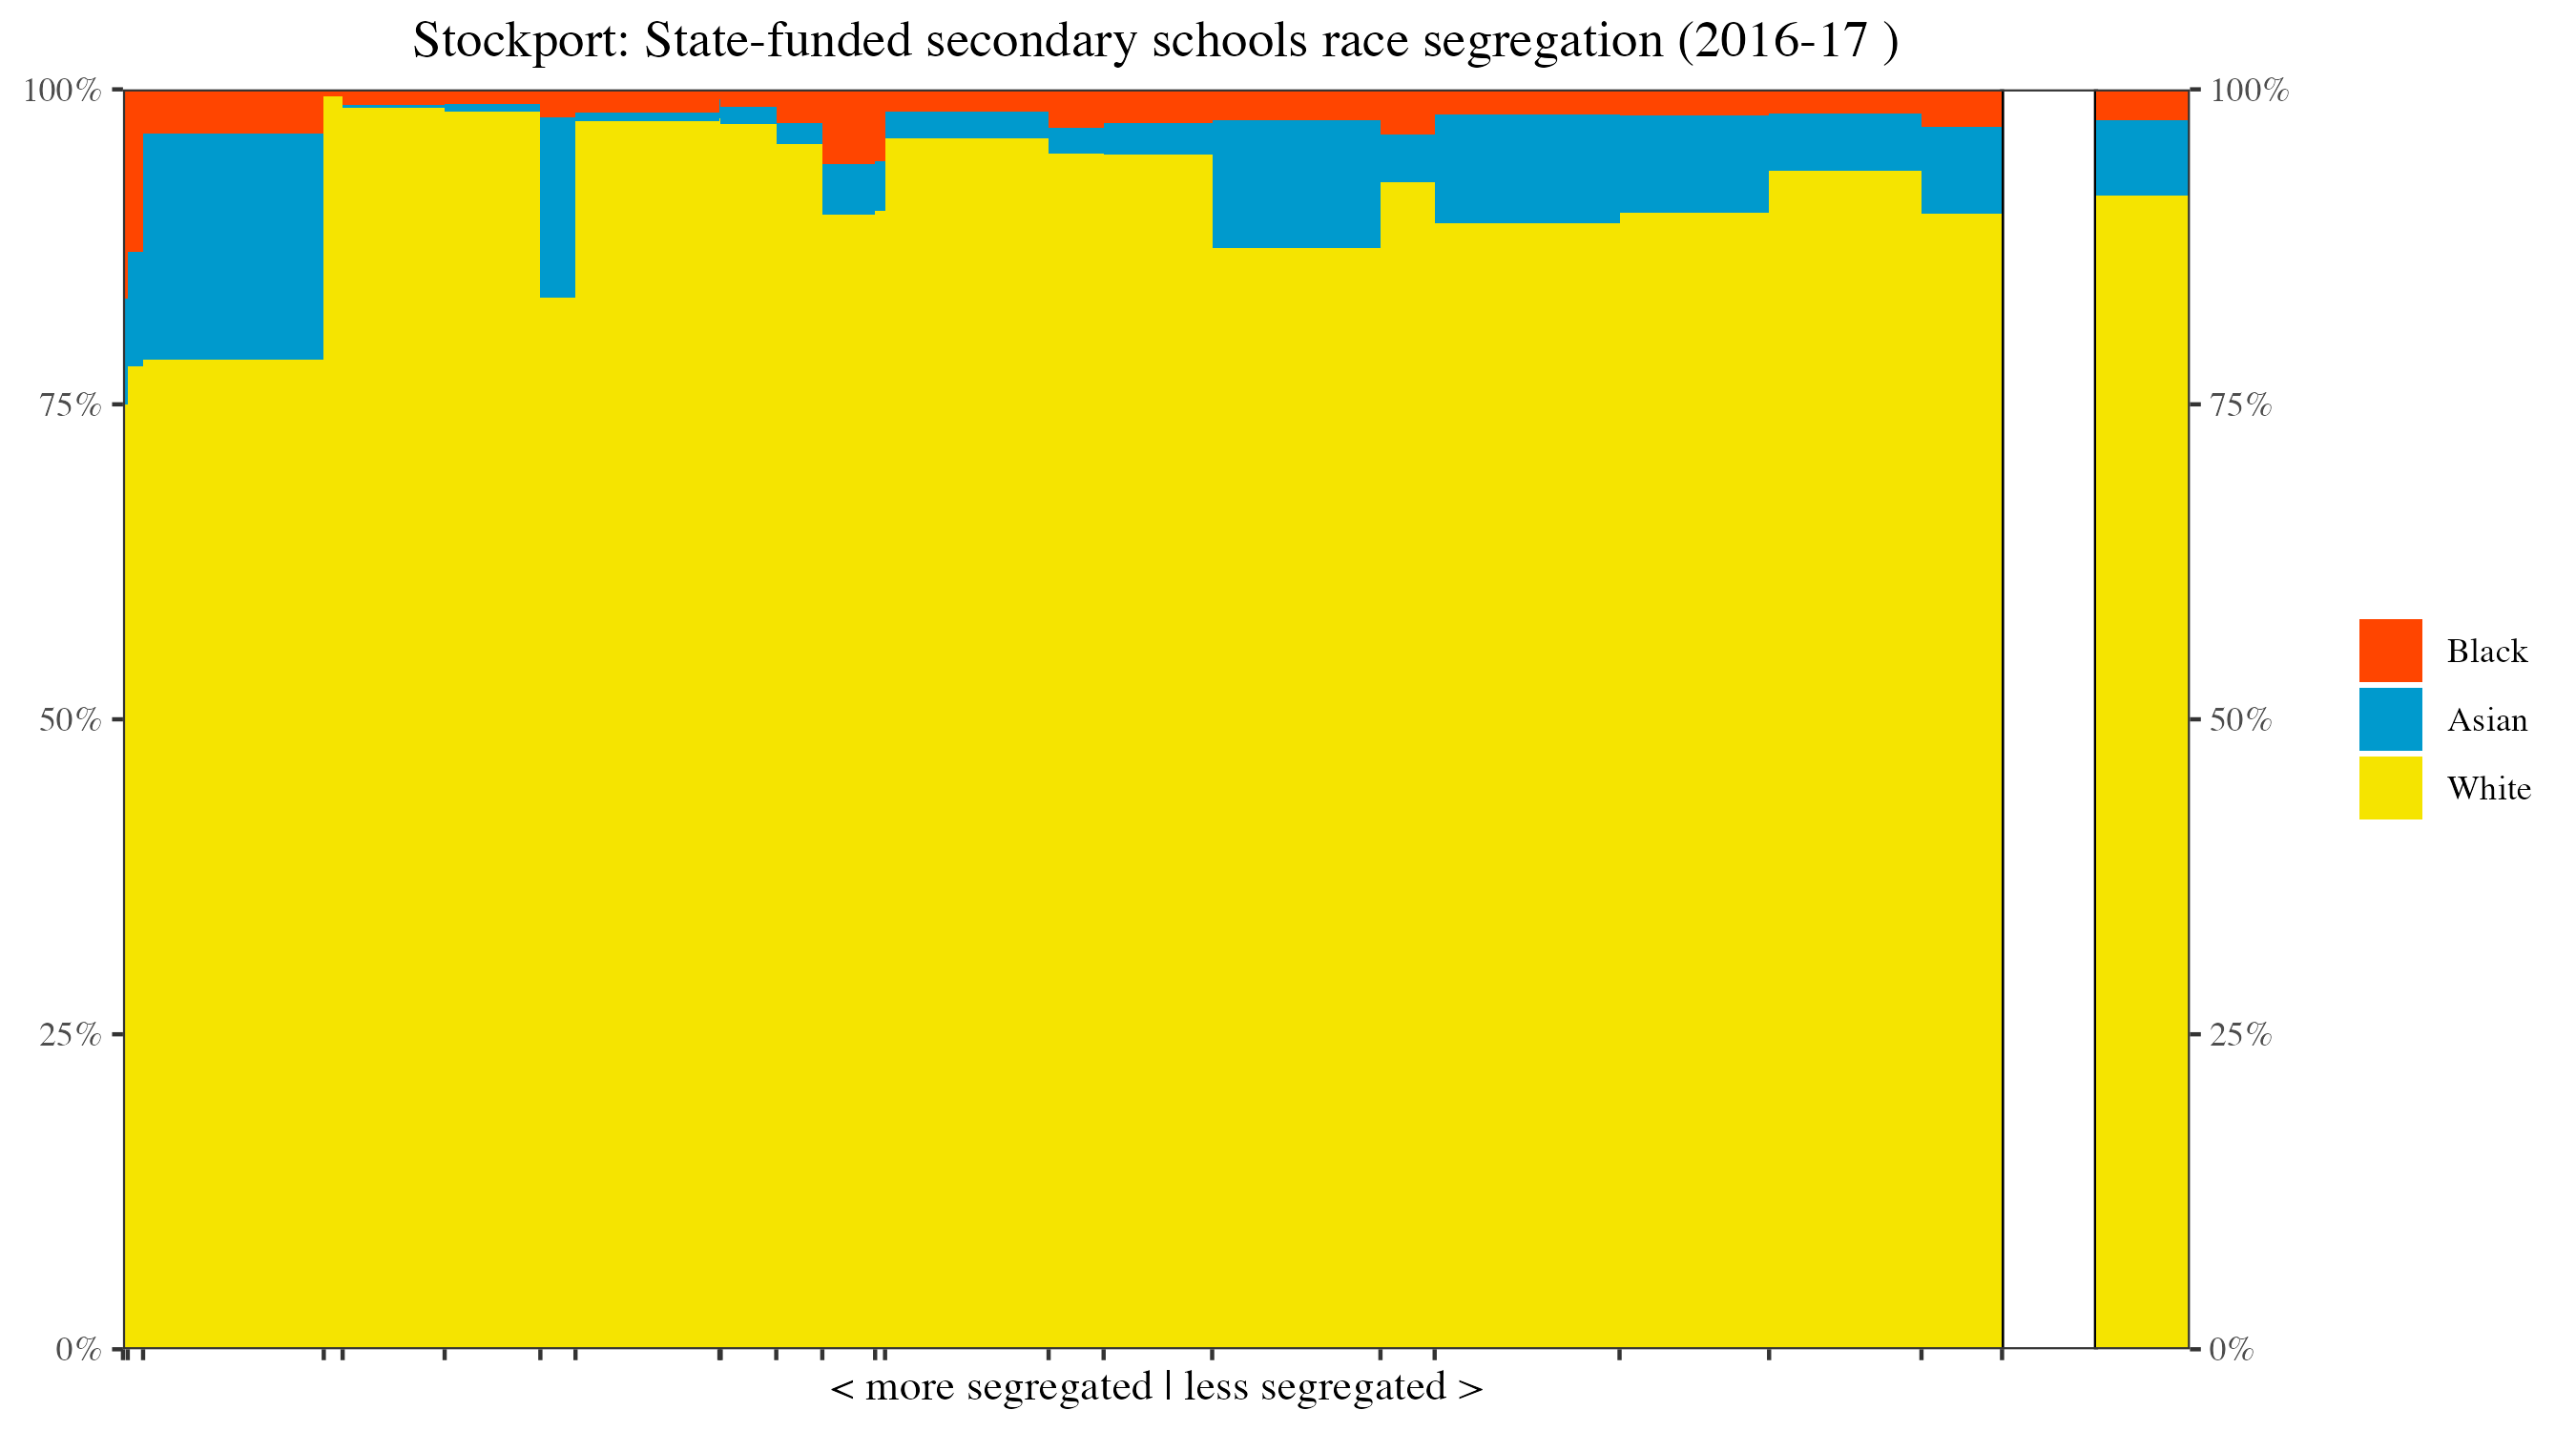 Stockport: State-funded secondary schools race segregation (2016-17 )
100%
75%
50%
25%
0%
100%
75%
50%
25%
0%
Black
Asian
White
< more segregated | less segregated >